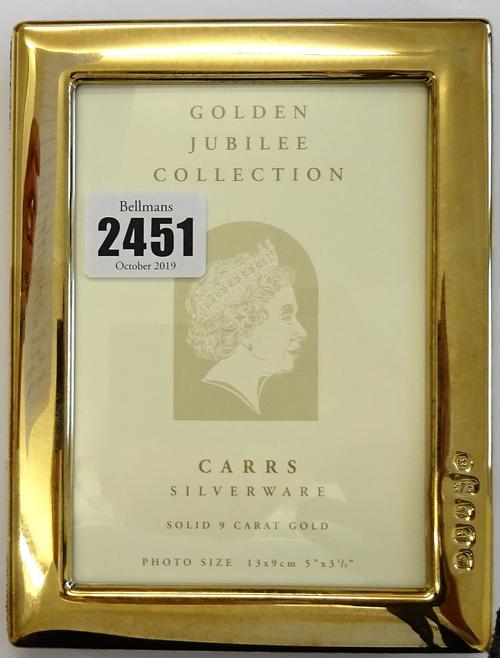 GOLDEN
JUBILEE
COLLECTION
Bellmans
2451
October 2019
CARRS
SILVERWARE
SOLID 9 CARAT GOLD
PHOTO SIZE 13x9cm 5"x3½"